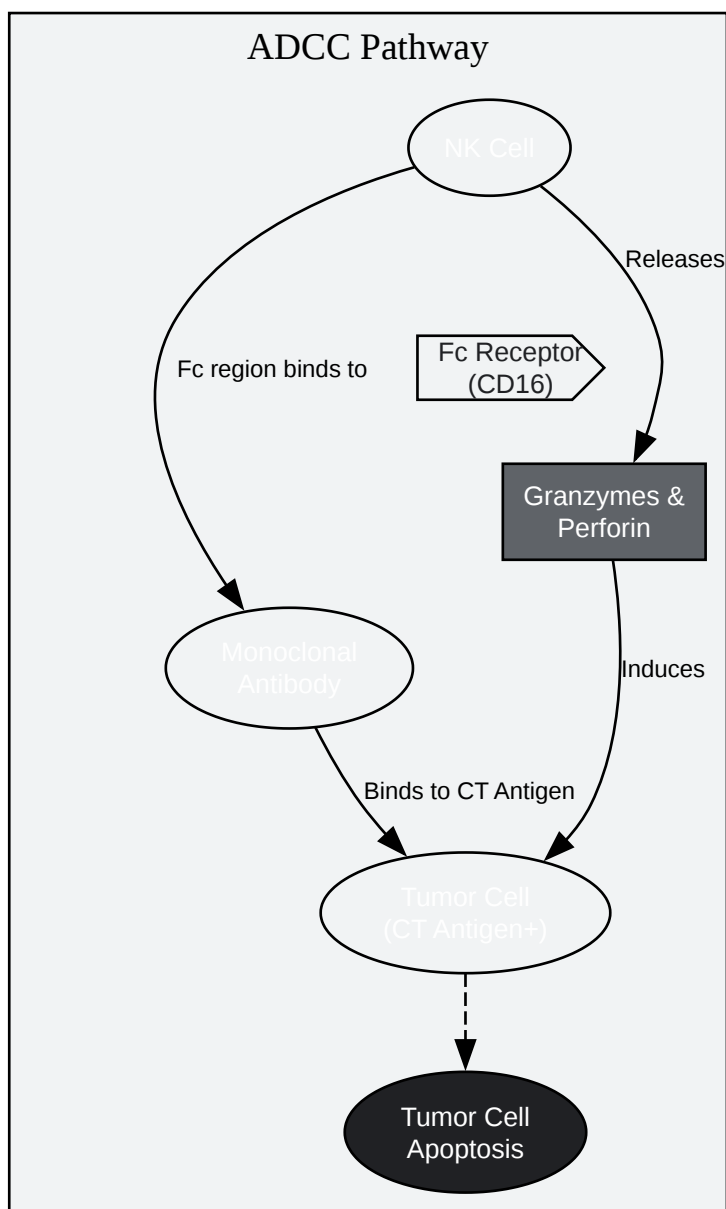 ADCC Pathway
NK Cell
Releases
Fc region binds to
Fc Receptor
(CD16)
Granzymes &
Perforin
Monoclonal
Antibody
Induces
Binds to CT Antigen
Tumor Cell
(CT Antigen+)
Tumor Cell
Apoptosis